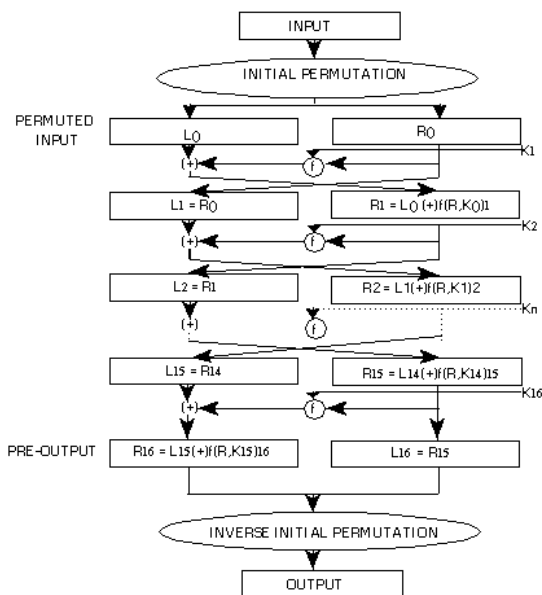 INPUT
INITIAL PERMUTATION
PERMUTED
INPUT
L0
R0
K1
(+)
f
L1 = R0
R1 = L0 (+)f(R,K0)1
K2
(+)
f
L2 = R1
R2 = L1(+)f(R,K1)2
Kn
(+)
f
L15 = R14
R15 = L14(+)f(R,K14)15
K16
(+)
f
PRE-OUTPUT
R16 = L15(+)f(R,K15)16
L16 = R15
INVERSE INITIAL PERMUTATION
OUTPUT